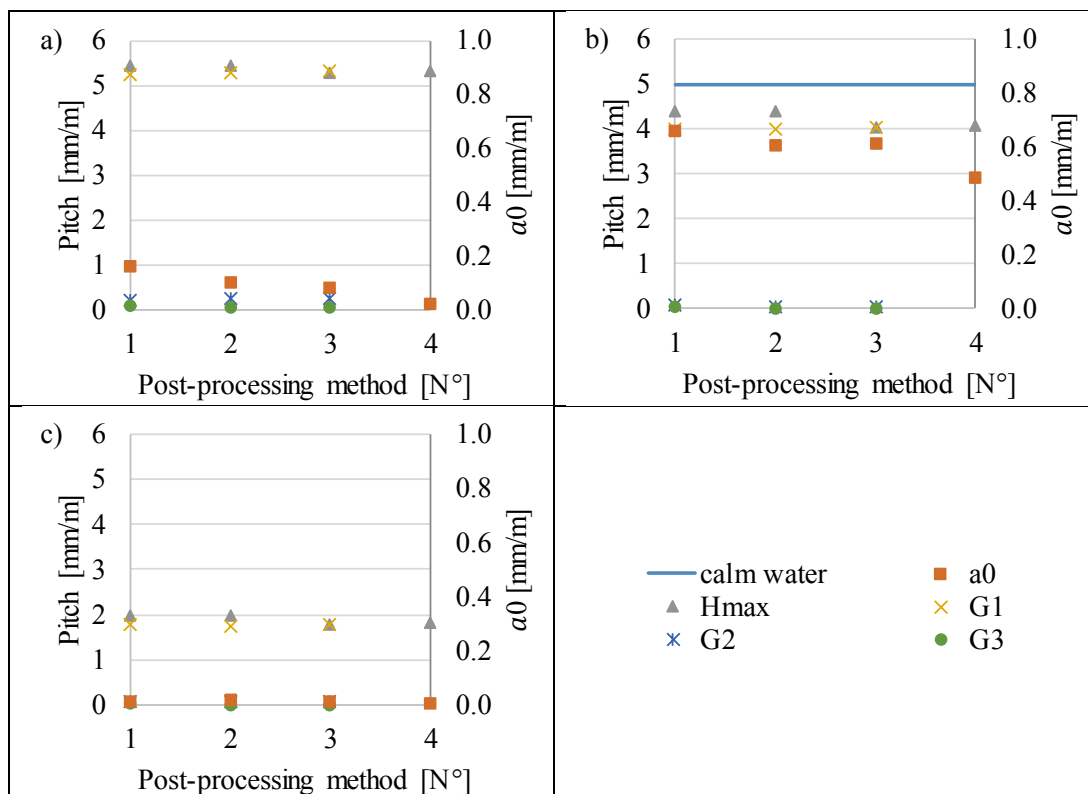 a)
6
5
4
3
2
1
0
Pitch [mm/m]
1.0
0.8
0.6
0.4
0.2
0.0
a0 [mm/m]
1 2 3 4
Post-processing method [N°]
b)
6
5
4
3
2
1
0
Pitch [mm/m]
1.0
0.8
0.6
0.4
0.2
0.0
a0 [mm/m]
1 2 3 4
Post-processing method [N°]
c)
6
5
4
3
2
1
0
Pitch [mm/m]
1.0
0.8
0.6
0.4
0.2
0.0
a0 [mm/m]
1 2 3 4
Post-processing method [N°]
calm water a0
Hmax G1
G2 G3